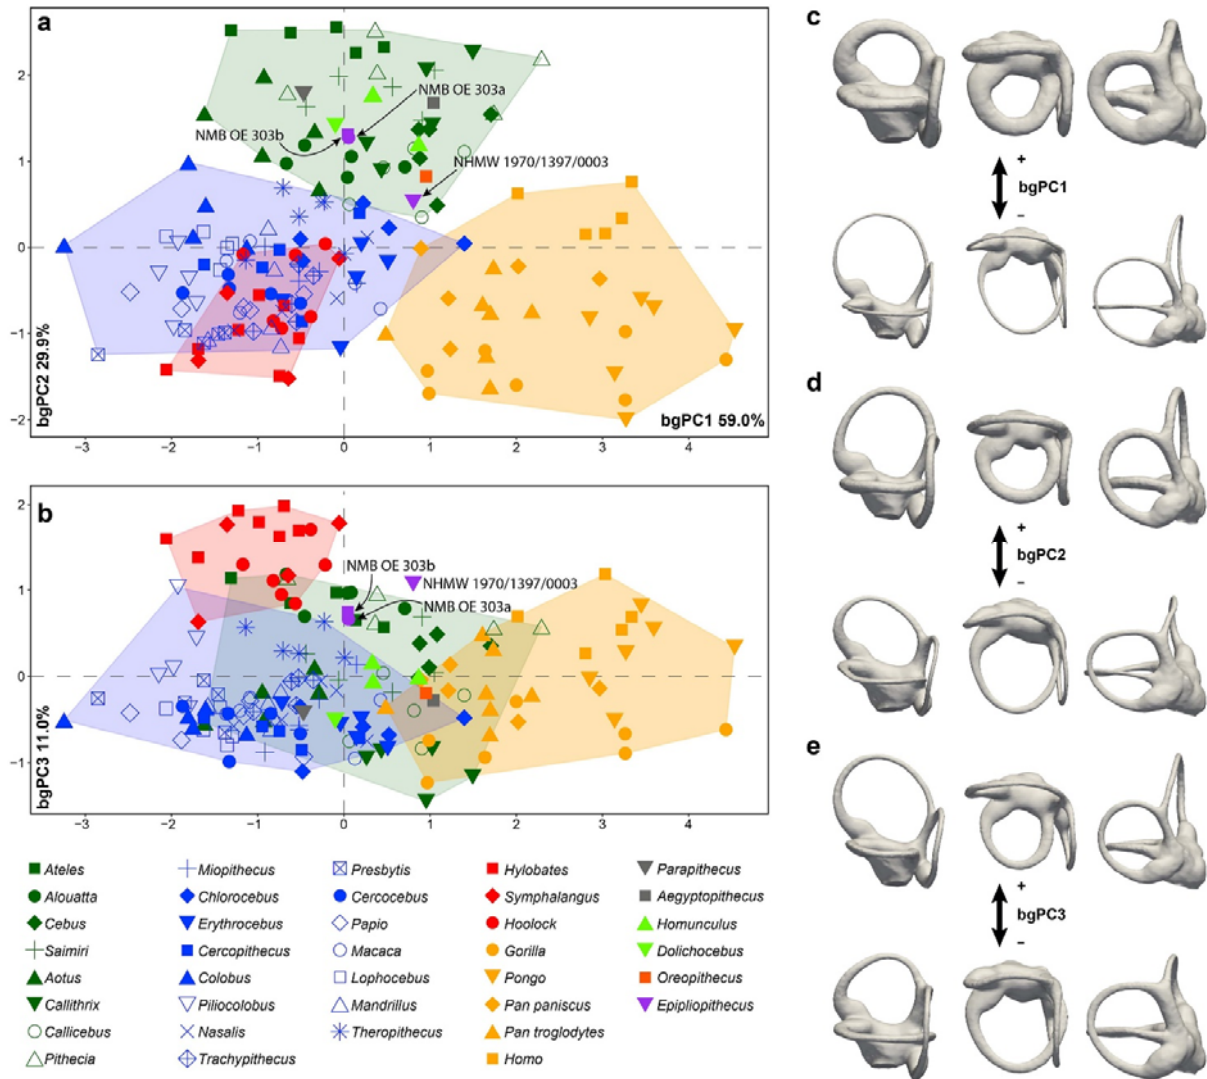 a
2
1
0
−1
−2
NMB OE 303a
NMB OE 303b
NHMW 1970/1397/0003
bgPC2 29.9%
bgPC1 59.0%
−3
−2
−1
0
1
2
3
4
b
2
1
0
−1
NMB OE 303b
NHMW 1970/1397/0003
NMB OE 303a
bgPC3 11.0%
−3
−2
−1
0
1
2
3
4
Ateles
Alouatta
Cebus
Saimiri
Aotus
Callithrix
Callicebus
Pithecia
Miopithecus
Chlorocebus
Erythrocebus
Cercopithecus
Colobus
Piliocolobus
Nasalis
Trachypithecus
Presbytis
Cercocebus
Papio
Macaca
Lophocebus
Mandrillus
Theropithecus
Hylobates
Symphalangus
Hoolock
Gorilla
Pongo
Pan paniscus
Pan troglodytes
Homo
Parapithecus
Aegyptopithecus
Homunculus
Dolichocebus
Oreopithecus
Epipliopithecus
c
+
bgPC1
−
d
+
bgPC2
−
e
+
bgPC3
−